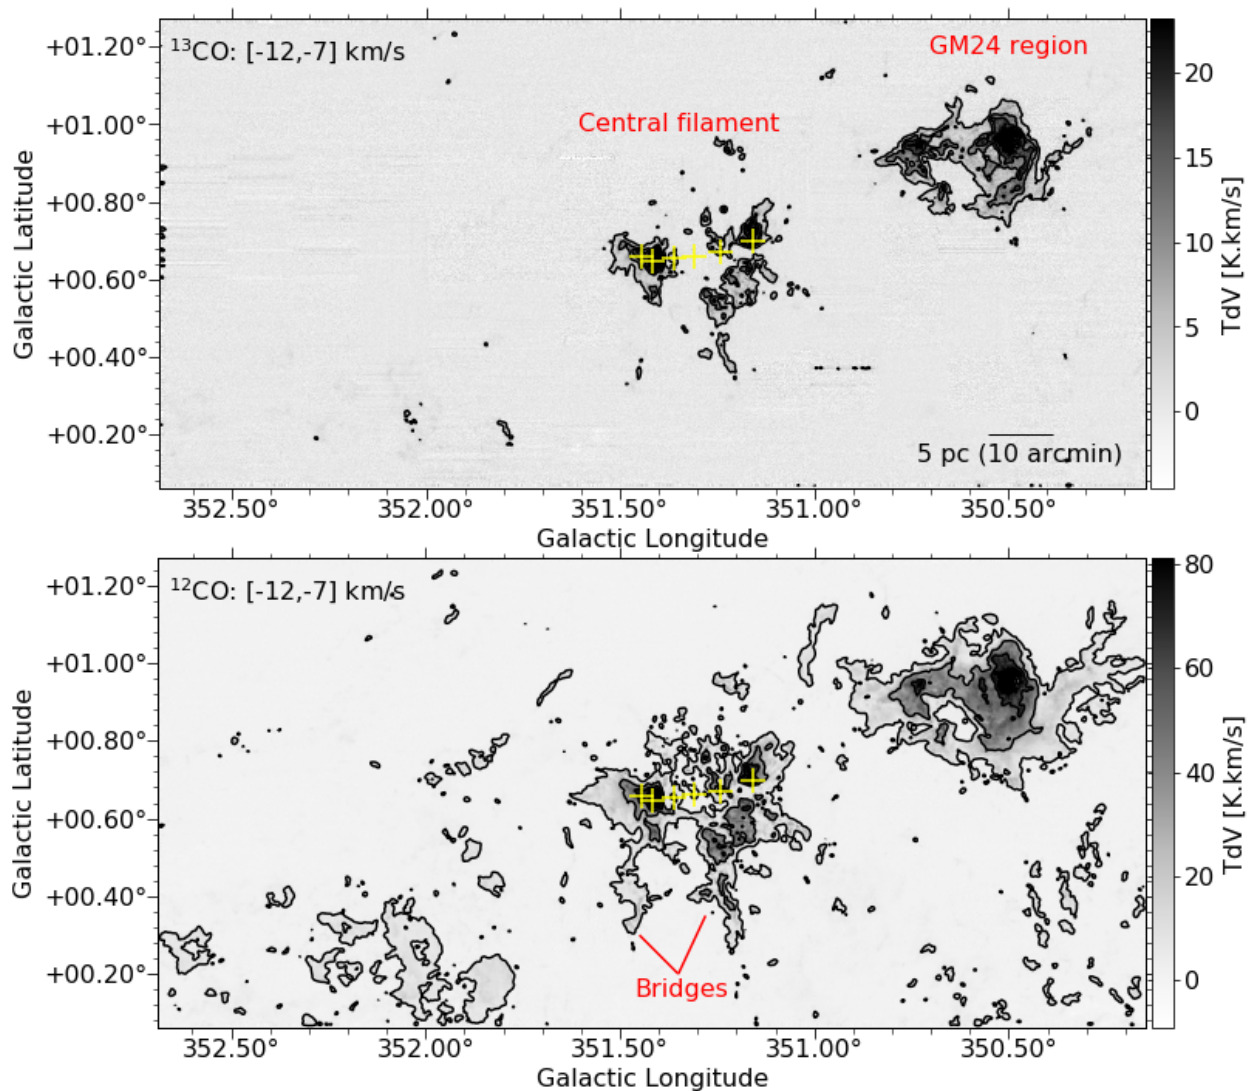 +01.20°
¹³CO: [-12,-7] km/s
GM24 region
20
Central filament
+01.00°
15
+00.80°
10
+00.60°
5
+00.40°
0
+00.20°
5 pc (10 arcmin)
Galactic Latitude
TdV [K.km/s]
352.50° 352.00° 351.50° 351.00° 350.50°
Galactic Longitude
80
+01.20°
¹²CO: [-12,-7] km/s
+01.00°
60
+00.80°
40
+00.60°
20
+00.40°
+00.20°
0
Bridges
Galactic Latitude
TdV [K.km/s]
352.50° 352.00° 351.50° 351.00° 350.50°
Galactic Longitude